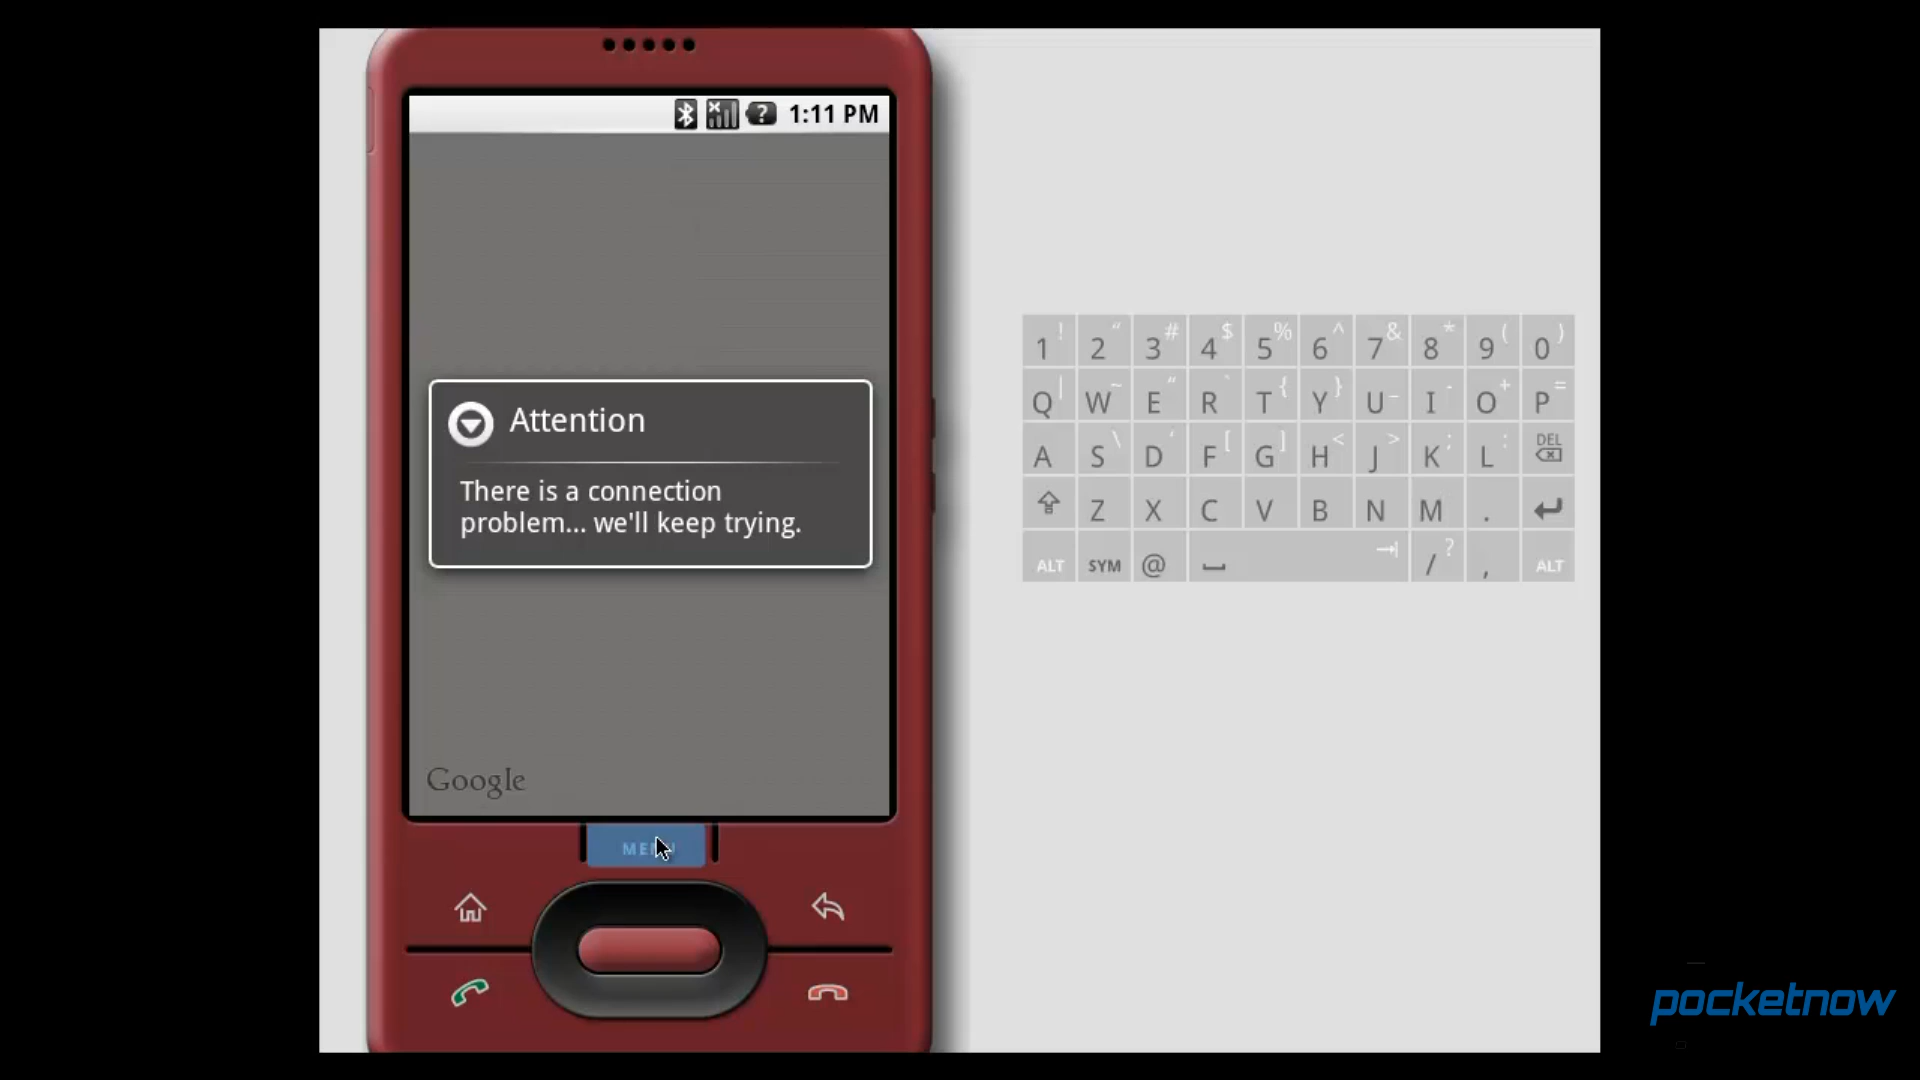 1:11 PM
Attention
There is a connection
problem... we'll keep trying.
Google
1 ! 2 “ 3 # 4 $ 5 % 6 ^ 7 & 8 * 9 ( 0 )
Q | W ~ E “ R ` T { Y } U _ I - O + P =
A S \ D ' F [ G ] H < J > K ; L : DEL
Z X C V B N M .
ALT SYM @ / ? , ALT
pocketnow